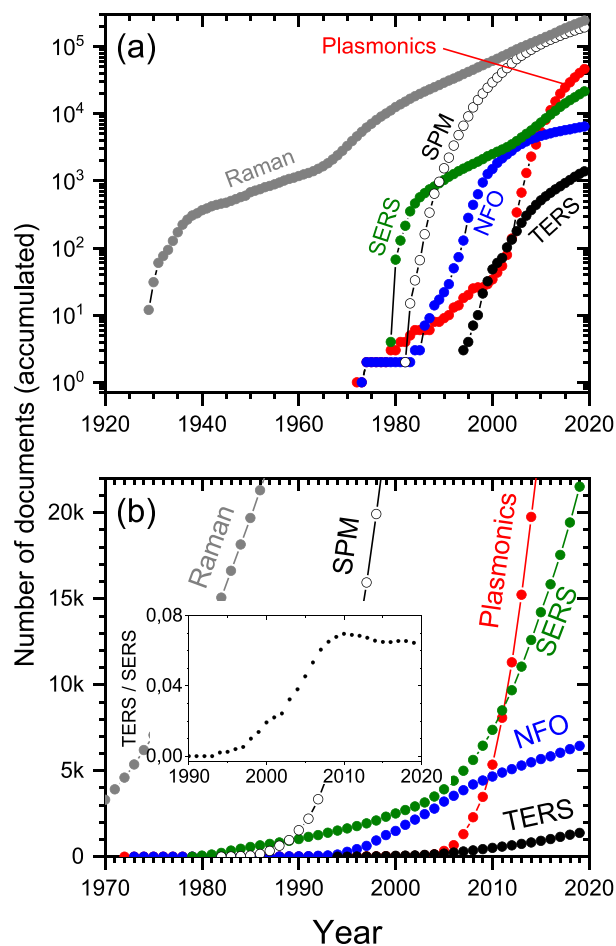 (a)
Plasmonics
Raman
SPM
SERS
NFO
TERS
10^5
10^4
10^3
10^2
10^1
10^0
1920 1940 1960 1980 2000 2020
Number of documents (accumulated)
(b)
Raman
SPM
Plasmonics
SERS
NFO
TERS
20k
15k
10k
5k
0
TERS / SERS
0,08
0,04
0,00
1990 2000 2010 2020
1970 1980 1990 2000 2010 2020
Year